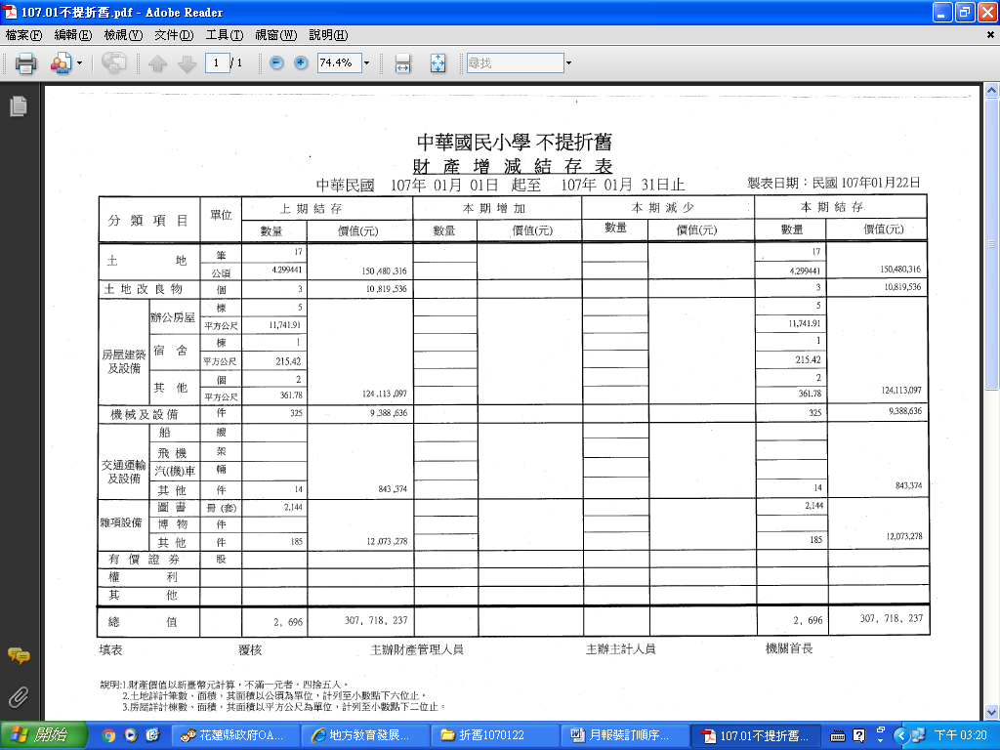 107.01不提折舊.pdf - Adobe Reader
檔案(F) 編輯(E) 檢視(V) 文件(D) 工具(T) 視窗(W) 說明(H)
1 / 1 74.4% 尋找
中華國民小學 不提折舊
財 產 增 減 結 存 表
中華民國 107年 01月 01日 起至 107年 01月 31日止 製表日期：民國 107年01月22日
分 類 項 目 單位 上 期 結 存 本 期 增 加 本 期 減 少 本 期 結 存
數量 價值(元) 數量 價值(元) 數量 價值(元) 數量 價值(元)
土 地 筆 17 17
公頃 4.299441 150,480,316 4.299441 150,480,316
土 地 改 良 物 個 3 10,819,536 3 10,819,536
房屋建築及設備 辦公房屋 棟 5 5
平方公尺 11,741.91 11,741.91
宿 舍 棟 1 1
平方公尺 215.42 215.42
其 他 個 2 2
平方公尺 361.78 124,113,097 361.78 124,113,097
機 械 及 設 備 件 325 9,388,636 325 9,388,636
交通運輸及設備 船 艘
飛 機 架
汽(機)車 輛
其 他 件 14 843,374 14 843,374
雜項設備 圖 書 冊 (套) 2,144 2,144
博 物 件
其 他 件 185 12,073,278 185 12,073,278
有 價 證 券 股
權 利
其 他
總 值 2, 696 307, 718, 237 2, 696 307, 718, 237
填表 覆核 主辦財產管理人員 主辦主計人員 機關首長
說明:1.財產價值以新臺幣元計算，不滿一元者，四捨五人。
2.土地詳計筆數、面積，其面積以公頃為單位，計列至小數點下六位止。
3.房屋詳計棟數、面積，其面積以平方公尺為單位，計列至小數點下二位止。
開始 花蓮縣政府OA... 地方教育發展... 折舊1070122 月報裝訂順序... 107.01不提折舊... 下午 03:20